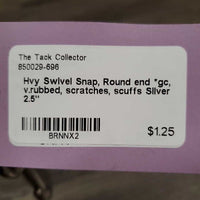 The Tack Collector
850029-696
Hvy Swivel Snap, Round end *gc,
v.rubbed, scratches, scuffs Silver
2.5"
BRNNX2
$1.25